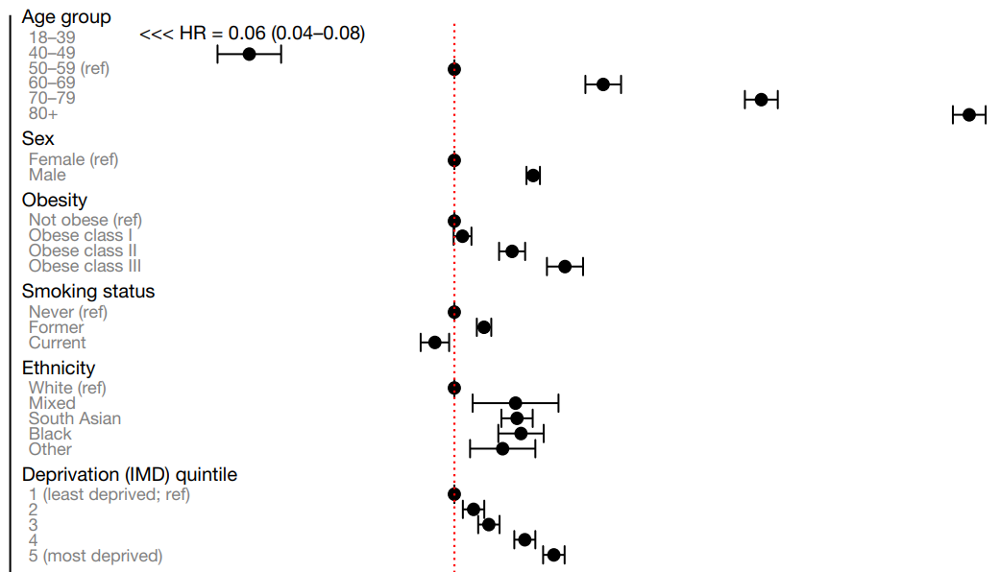 Age group
18–39 <<< HR = 0.06 (0.04–0.08)
40–49
50–59 (ref)
60–69
70–79
80+
Sex
Female (ref)
Male
Obesity
Not obese (ref)
Obese class I
Obese class II
Obese class III
Smoking status
Never (ref)
Former
Current
Ethnicity
White (ref)
Mixed
South Asian
Black
Other
Deprivation (IMD) quintile
1 (least deprived; ref)
2
3
4
5 (most deprived)